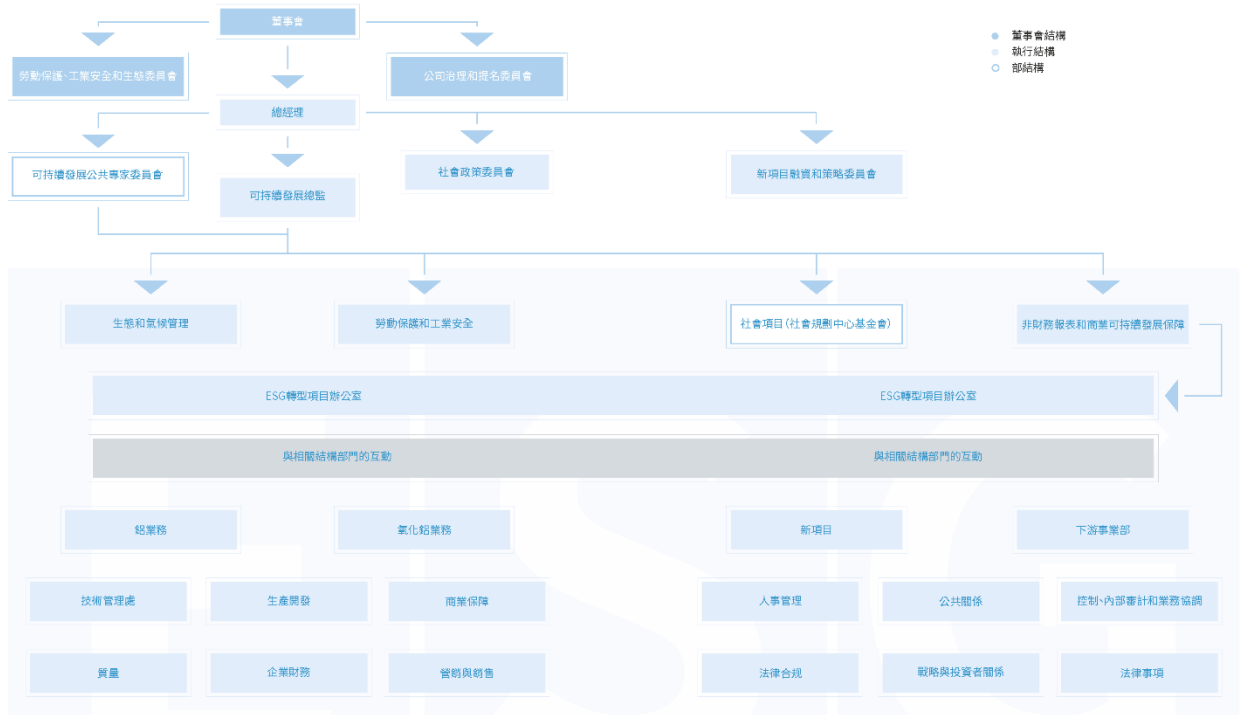 董事會
董事會結構
執行結構
部結構
勞動保護、工業安全和生態委員會
公司治理和提名委員會
總經理
可持續發展公共專家委員會
可持續發展總監
社會政策委員會
新項目融資和策略委員會
生態和氣候管理
勞動保護和工業安全
社會項目(社會規劃中心基金會)
非財務報表和商業可持續發展保障
ESG轉型項目辦公室
ESG轉型項目辦公室
與相關結構部門的互動
與相關結構部門的互動
鋁業務
氧化鋁業務
新項目
下游事業部
技術管理處
生產開發
商業保障
人事管理
公共關係
控制、內部審計和業務協調
質量
企業財務
營銷與銷售
法律合规
戰略與投資者關係
法律事項
ESG